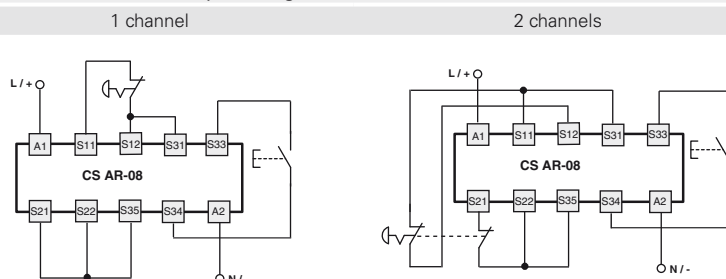 1 channel
2 channels
L / +
A1 S11 S12 S31 S33
CS AR-08
S21 S22 S35 S34 A2
L / +
A1 S11 S12 S31 S33
CS AR-08
S21 S22 S35 S34 A2
N / -